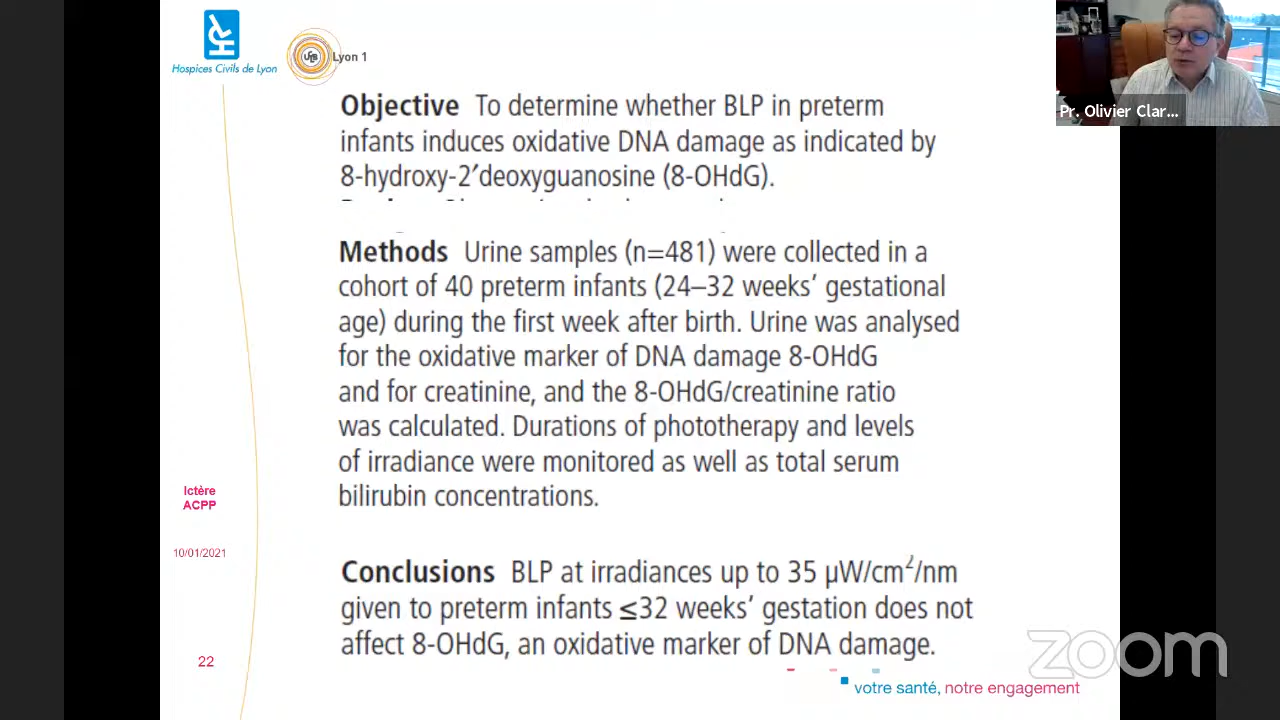 Hospices Civils de Lyon
Lyon 1
Pr. Olivier Clar...
Objective To determine whether BLP in preterm
infants induces oxidative DNA damage as indicated by
8-hydroxy-2′deoxyguanosine (8-OHdG).
Methods Urine samples (n=481) were collected in a
cohort of 40 preterm infants (24–32 weeks’ gestational
age) during the first week after birth. Urine was analysed
for the oxidative marker of DNA damage 8-OHdG
and for creatinine, and the 8-OHdG/creatinine ratio
was calculated. Durations of phototherapy and levels
of irradiance were monitored as well as total serum
bilirubin concentrations.
Ictère
ACPP
10/01/2021
Conclusions BLP at irradiances up to 35 µW/cm²/nm
given to preterm infants ≤32 weeks’ gestation does not
affect 8-OHdG, an oxidative marker of DNA damage.
22
zoom
votre santé, notre engagement